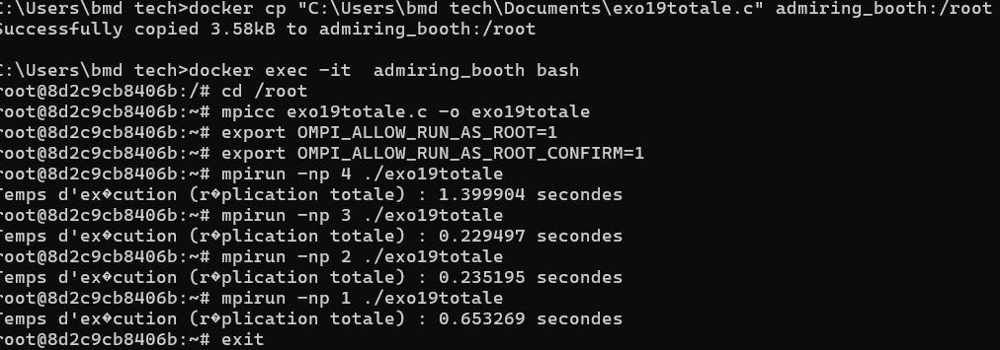 C:\Users\bmd tech>docker cp "C:\Users\bmd tech\Documents\exo19totale.c" admiring_booth:/root
Successfully copied 3.58kB to admiring_booth:/root
C:\Users\bmd tech>docker exec -it  admiring_booth bash
root@8d2c9cb8406b:/# cd /root
root@8d2c9cb8406b:~# mpicc exo19totale.c -o exo19totale
root@8d2c9cb8406b:~# export OMPI_ALLOW_RUN_AS_ROOT=1
root@8d2c9cb8406b:~# export OMPI_ALLOW_RUN_AS_ROOT_CONFIRM=1
root@8d2c9cb8406b:~# mpirun -np 4 ./exo19totale
Temps d'ex�cution (r�plication totale) : 1.399904 secondes
root@8d2c9cb8406b:~# mpirun -np 3 ./exo19totale
Temps d'ex�cution (r�plication totale) : 0.229497 secondes
root@8d2c9cb8406b:~# mpirun -np 2 ./exo19totale
Temps d'ex�cution (r�plication totale) : 0.235195 secondes
root@8d2c9cb8406b:~# mpirun -np 1 ./exo19totale
Temps d'ex�cution (r�plication totale) : 0.653269 secondes
root@8d2c9cb8406b:~# exit